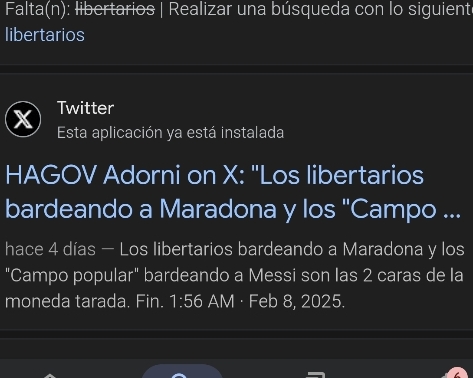 Falta(n): libertarios | Realizar una búsqueda con lo siguient
libertarios
Twitter
Esta aplicación ya está instalada
HAGOV Adorni on X: "Los libertarios
bardeando a Maradona y los "Campo ...
hace 4 días — Los libertarios bardeando a Maradona y los
"Campo popular" bardeando a Messi son las 2 caras de la
moneda tarada. Fin. 1:56 AM · Feb 8, 2025.
6